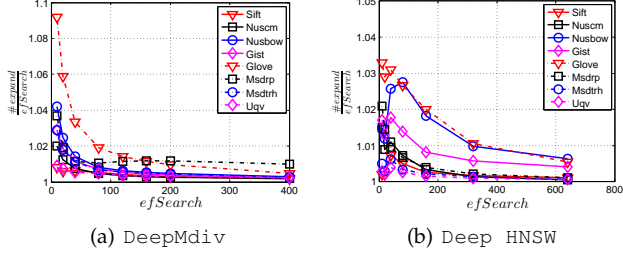 1.1
1.08
1.06
1.04
1.02
1
#expand
efSearch
0 100 200 300 400
efSearch
Sift
Nuscm
Nusbow
Gist
Glove
Msdrp
Msdtrh
Uqv
(a) DeepMdiv
1.05
1.04
1.03
1.02
1.01
1
#expand
efSearch
0 200 400 600 800
efSearch
Sift
Nuscm
Nusbow
Gist
Glove
Msdrp
Msdtrh
Uqv
(b) Deep HNSW